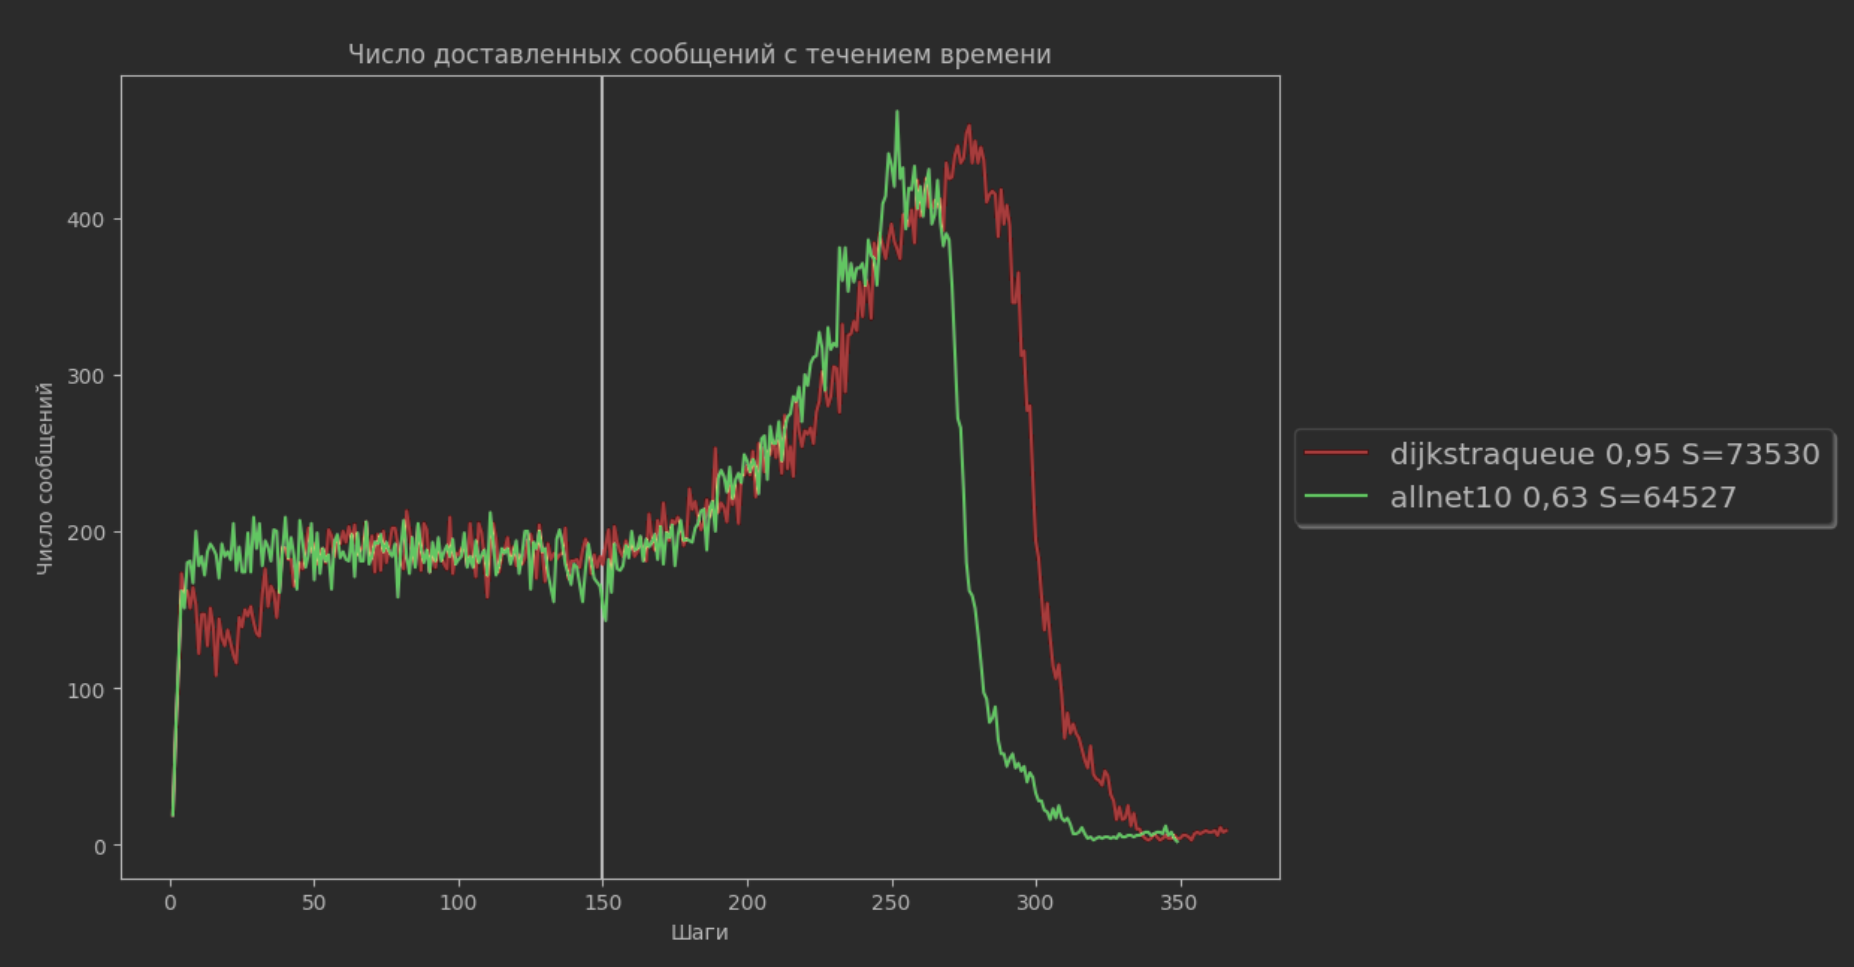 Число доставленных сообщений с течением времени
Число сообщений
400
300
200
100
0
0 50 100 150 200 250 300 350
Шаги
dijkstraqueue 0,95 S=73530
allnet10 0,63 S=64527